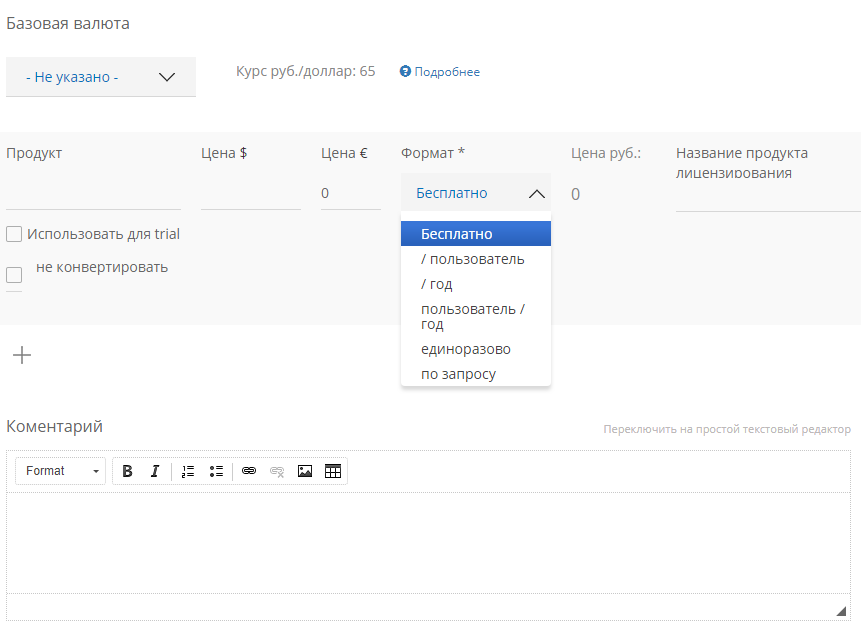 Базовая валюта
- Не указано -
Курс руб./доллар: 65
Подробнее
Продукт
Цена $
Цена €
Формат *
Цена руб.:
Название продукта
лицензирования
0
Бесплатно
0
Использовать для trial
не конвертировать
Бесплатно
/ пользователь
/ год
пользователь /
год
единоразово
по запросу
Коментарий
Переключить на простой текстовый редактор
Format
B I